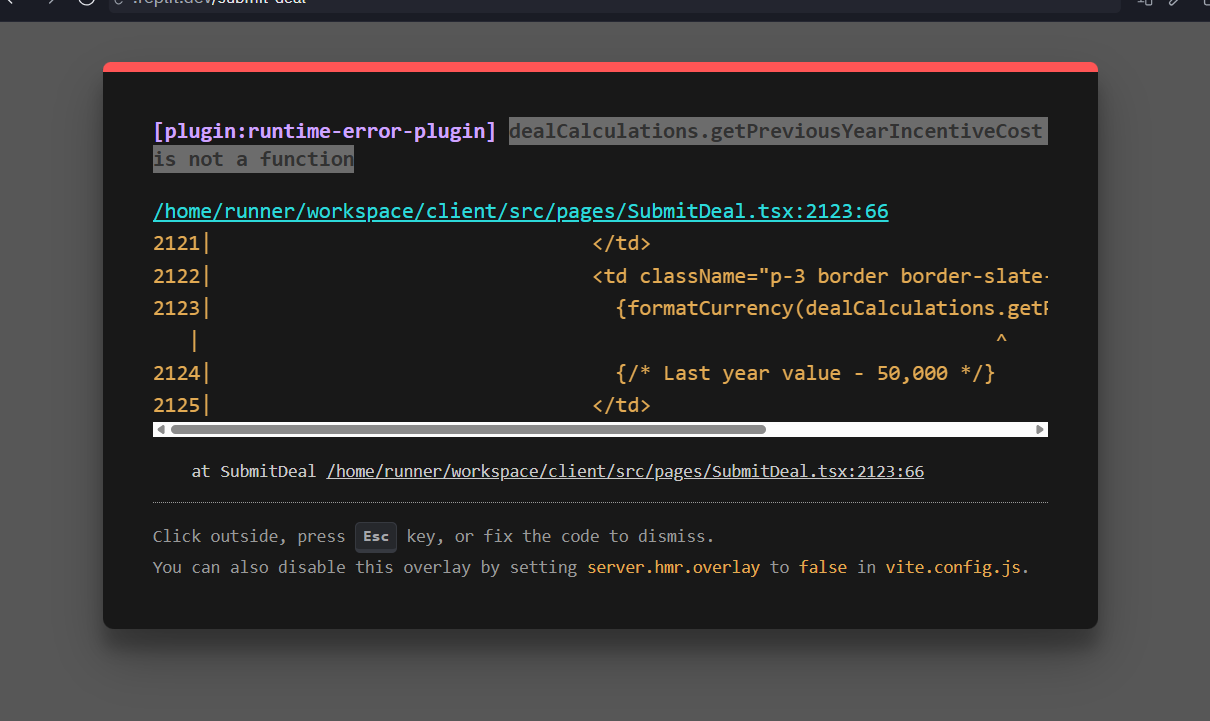 .replit.dev/submit-deal
[plugin:runtime-error-plugin] dealCalculations.getPreviousYearIncentiveCost
is not a function
/home/runner/workspace/client/src/pages/SubmitDeal.tsx:2123:66
2121| </td>
2122| <td className="p-3 border border-slate-
2123| {formatCurrency(dealCalculations.get
| ^
2124| {/* Last year value - 50,000 */}
2125| </td>
at SubmitDeal /home/runner/workspace/client/src/pages/SubmitDeal.tsx:2123:66
Click outside, press Esc key, or fix the code to dismiss.
You can also disable this overlay by setting server.hmr.overlay to false in vite.config.js.